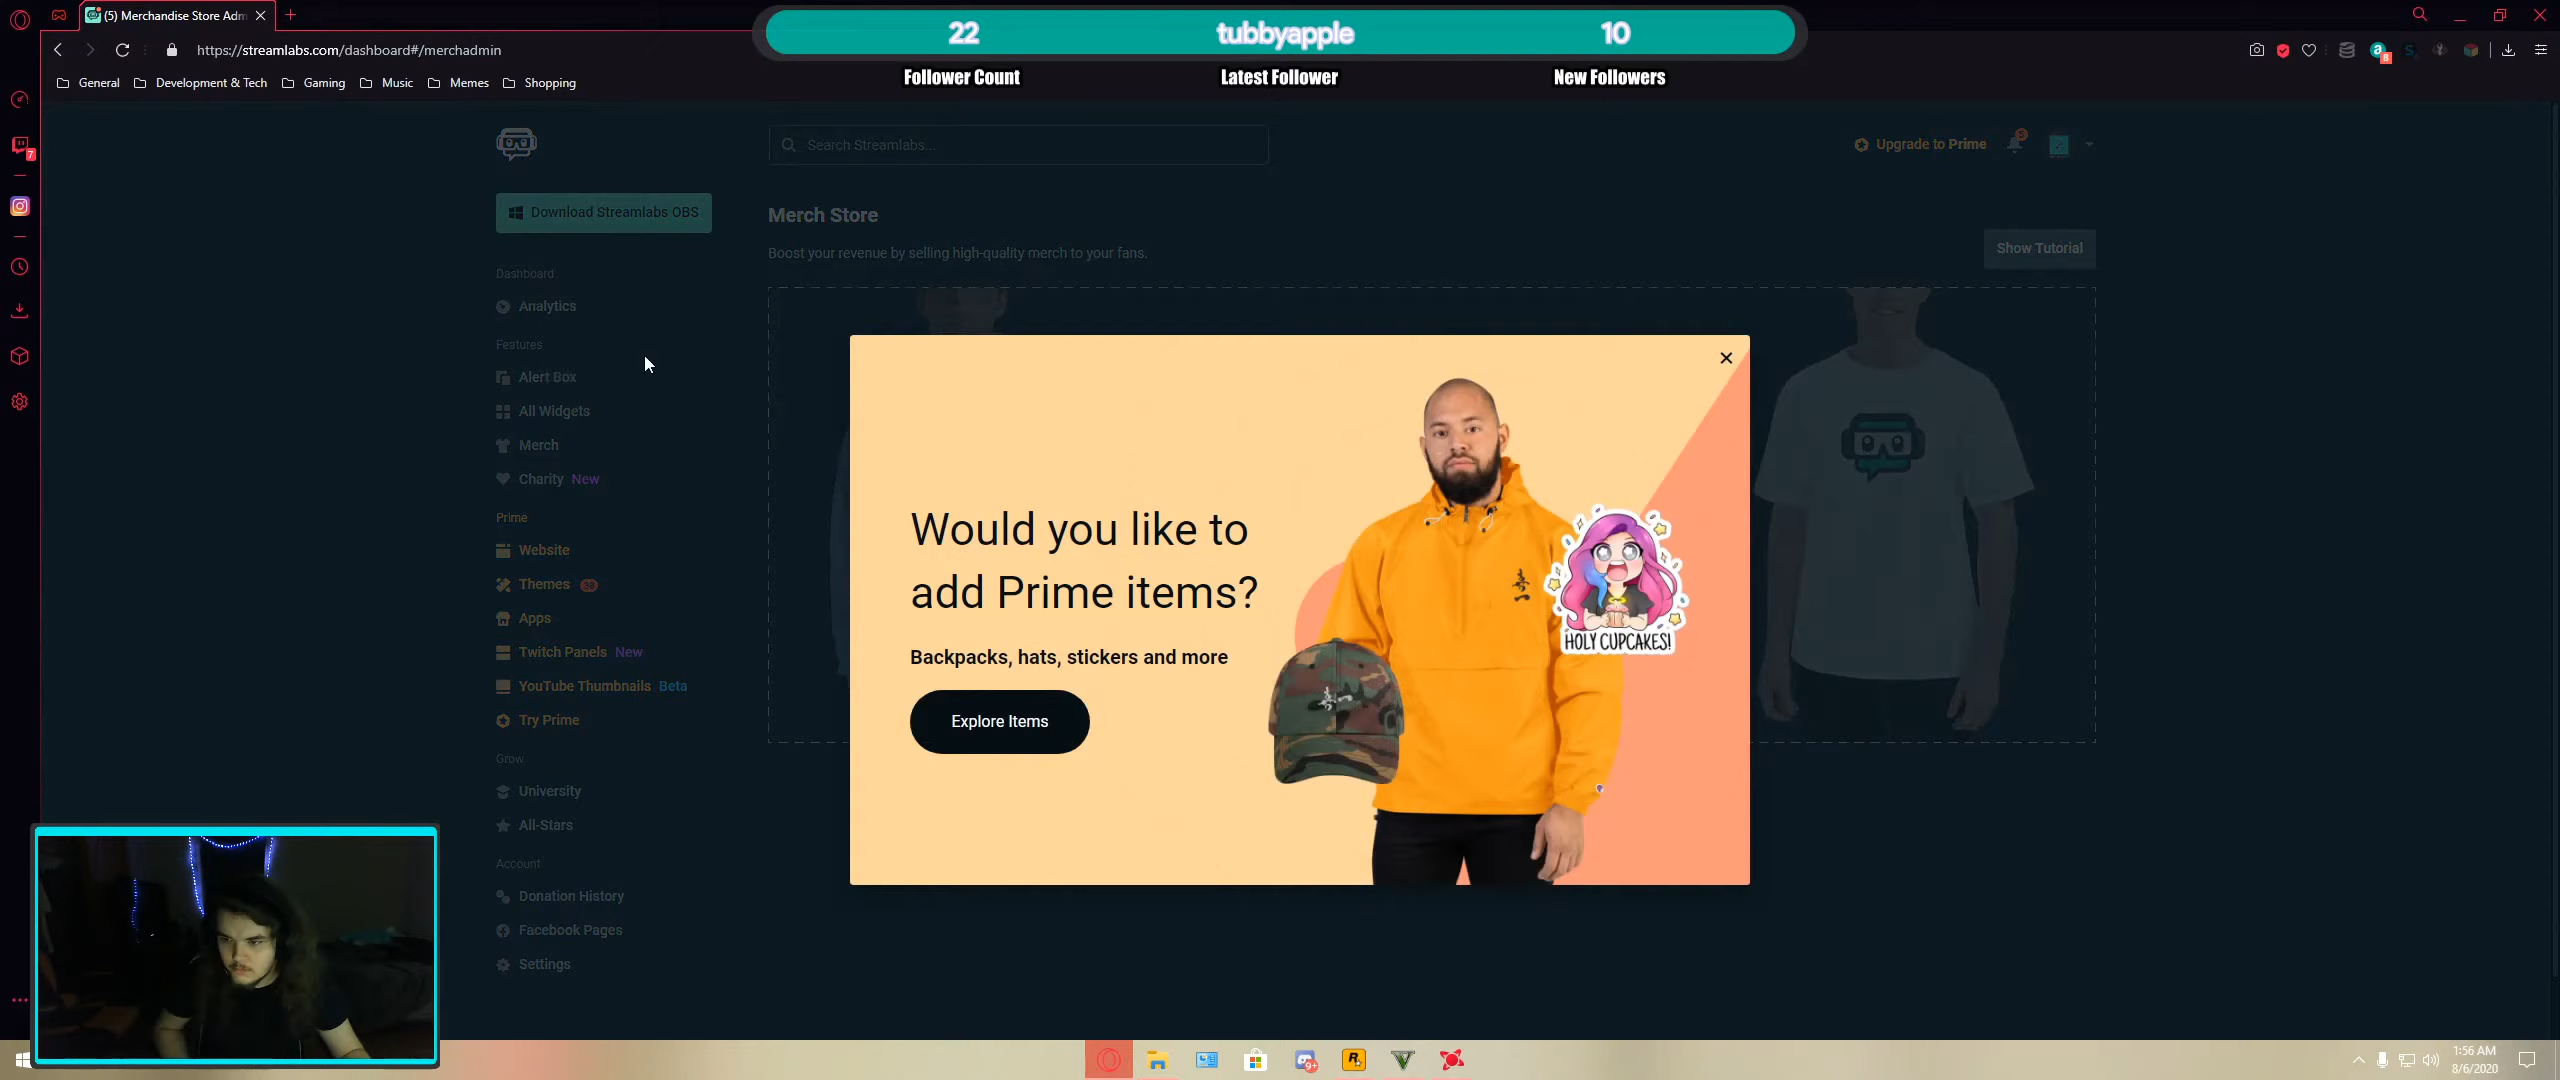 (5) Merchandise Store Adm
https://streamlabs.com/dashboard#/merchadmin
22
tubbyapple
10
Follower Count
Latest Follower
New Followers
General
Development & Tech
Gaming
Music
Memes
Shopping
8
7
Search Streamlabs...
Upgrade to Prime
5
Download Streamlabs OBS
Merch Store
Boost your revenue by selling high-quality merch to your fans.
Show Tutorial
Dashboard
Analytics
Features
Alert Box
All Widgets
Merch
Charity New
Prime
Website
Themes
Apps
Twitch Panels New
YouTube Thumbnails Beta
Try Prime
Grow
University
All-Stars
Account
Donation History
Facebook Pages
Settings
Would you like to
add Prime items?
Backpacks, hats, stickers and more
Explore Items
HOLY CUPCAKES!
9+
R
1:56 AM
8/6/2020